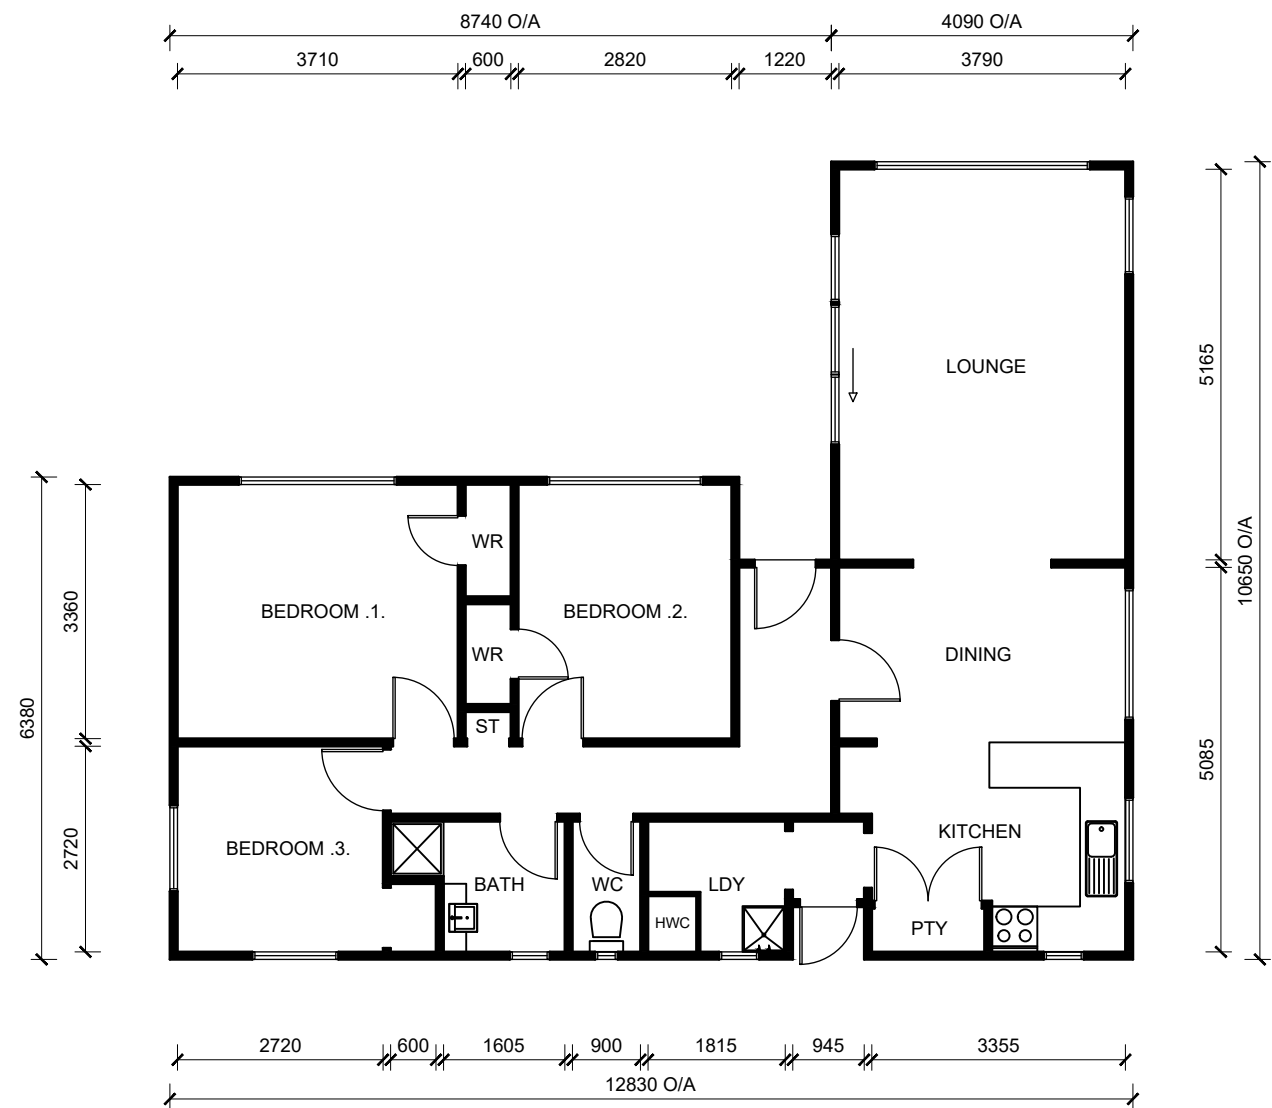 8740 O/A
4090 O/A
3710
600
2820
1220
3790
LOUNGE
5165
10650 O/A
WR
BEDROOM .1.
BEDROOM .2.
3360
WR
DINING
ST
6380
5085
2720
KITCHEN
BEDROOM .3.
BATH
WC
LDY
HWC
PTY
2720
600
1605
900
1815
945
3355
12830 O/A